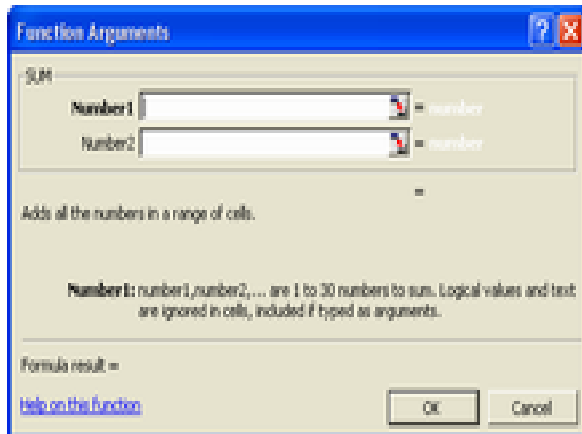 Function Arguments
SUM
Number1 = number
Number2 = number
=
Adds all the numbers in a range of cells.
Number1: number1,number2,... are 1 to 30 numbers to sum. Logical values and text
are ignored in cells, included if typed as arguments.
Formula result =
Help on this function
OK Cancel